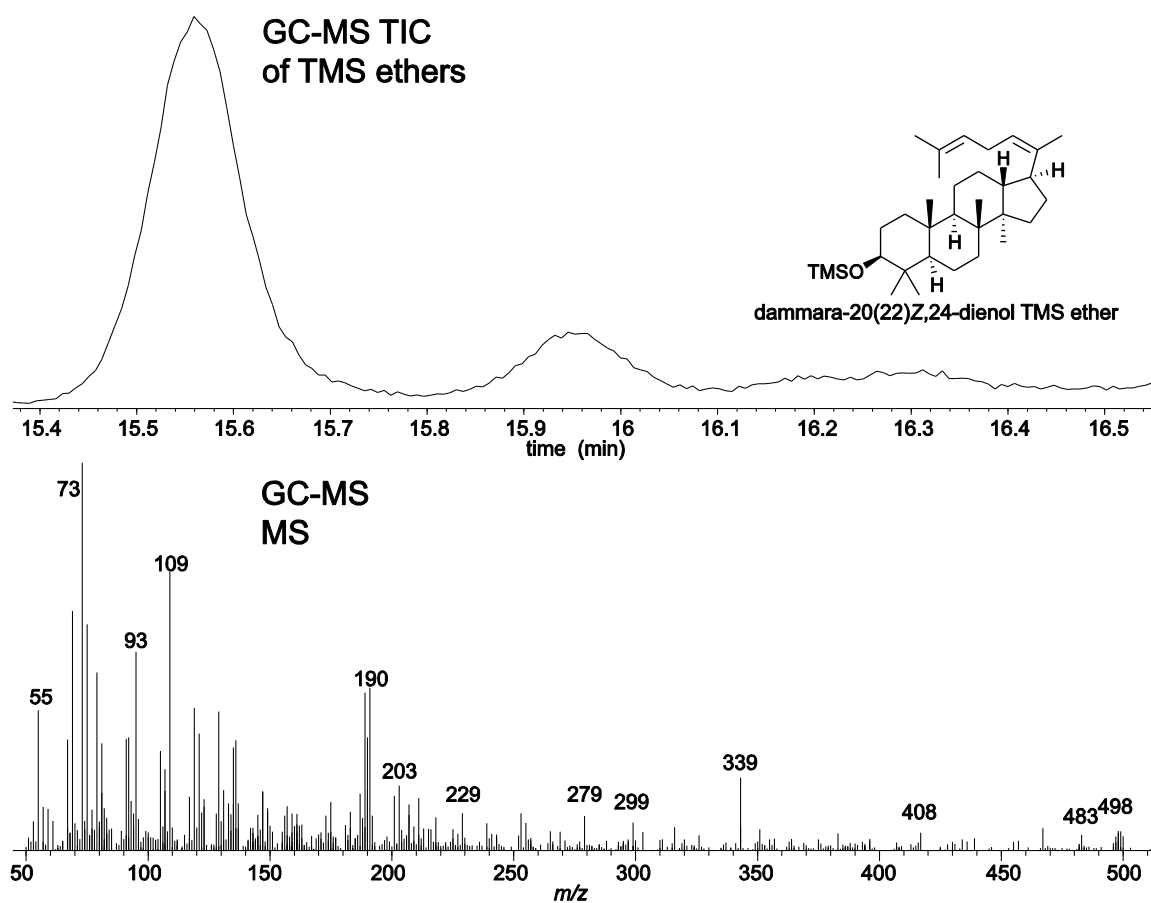 GC-MS TIC
of TMS ethers
H
H
H
H
TMSO
dammara-20(22)Z,24-dienol TMS ether
15.4 15.5 15.6 15.7 15.8 15.9 16 16.1 16.2 16.3 16.4 16.5
time (min)
GC-MS
MS
73
109
93
55
190
203
229
279
299
339
408
483
498
50 100 150 200 250 300 350 400 450 500
m/z